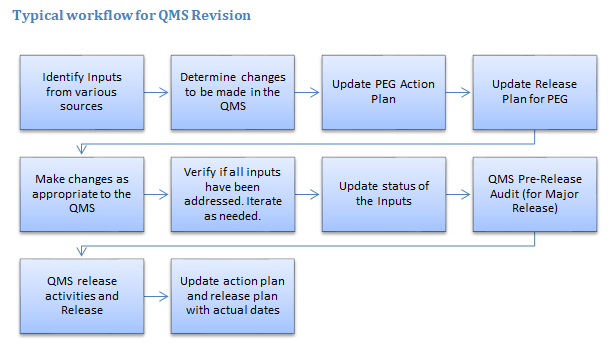 Typical workflow for QMS Revision
Identify Inputs
from various
sources
Determine changes
to be made in the
QMS
Update PEG Action
Plan
Update Release
Plan for PEG
Make changes as
appropriate to the
QMS
Verify if all inputs
have been
addressed. Iterate
as needed.
Update status of
the Inputs
QMS Pre-Release
Audit (for Major
Release)
QMS release
activities and
Release
Update action plan
and release plan
with actual dates